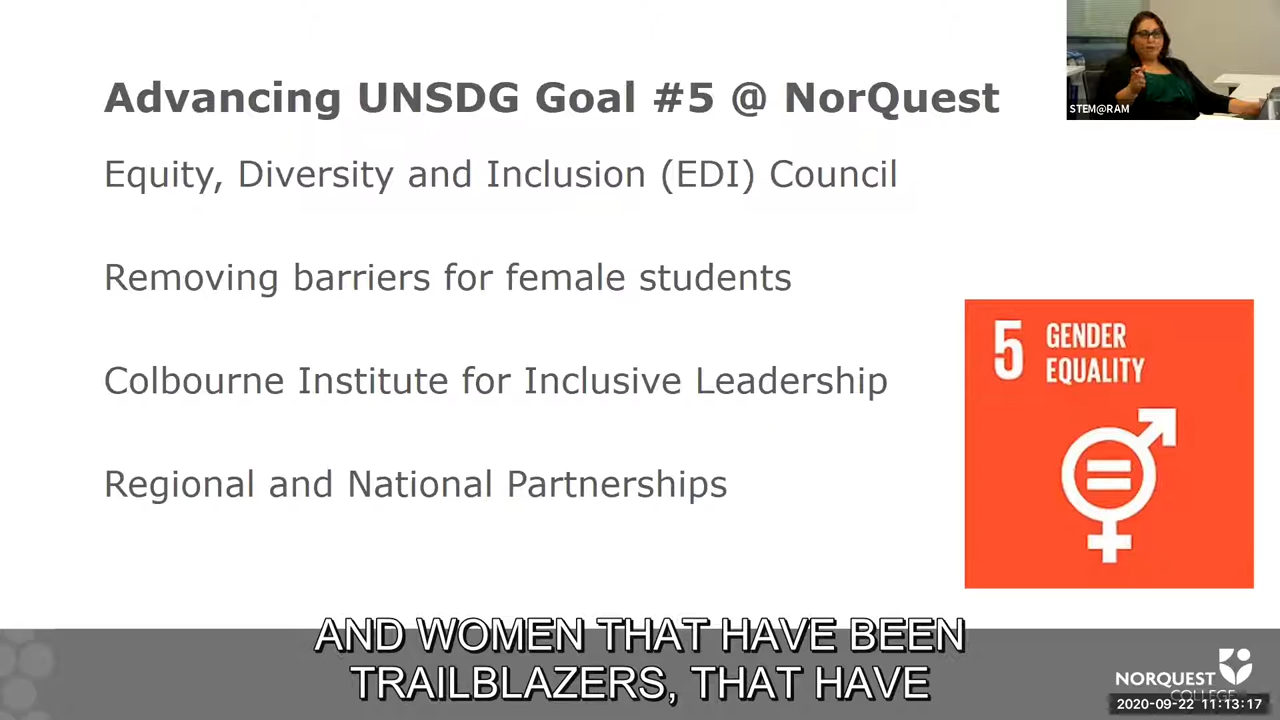 Advancing UNSDG Goal #5 @ NorQuest
STEM@RAM
Equity, Diversity and Inclusion (EDI) Council
Removing barriers for female students
Colbourne Institute for Inclusive Leadership
Regional and National Partnerships
5 GENDER
EQUALITY
AND WOMEN THAT HAVE BEEN
TRAILBLAZERS, THAT HAVE
NORQUEST
COLLEGE
2020-09-22 11:13:17